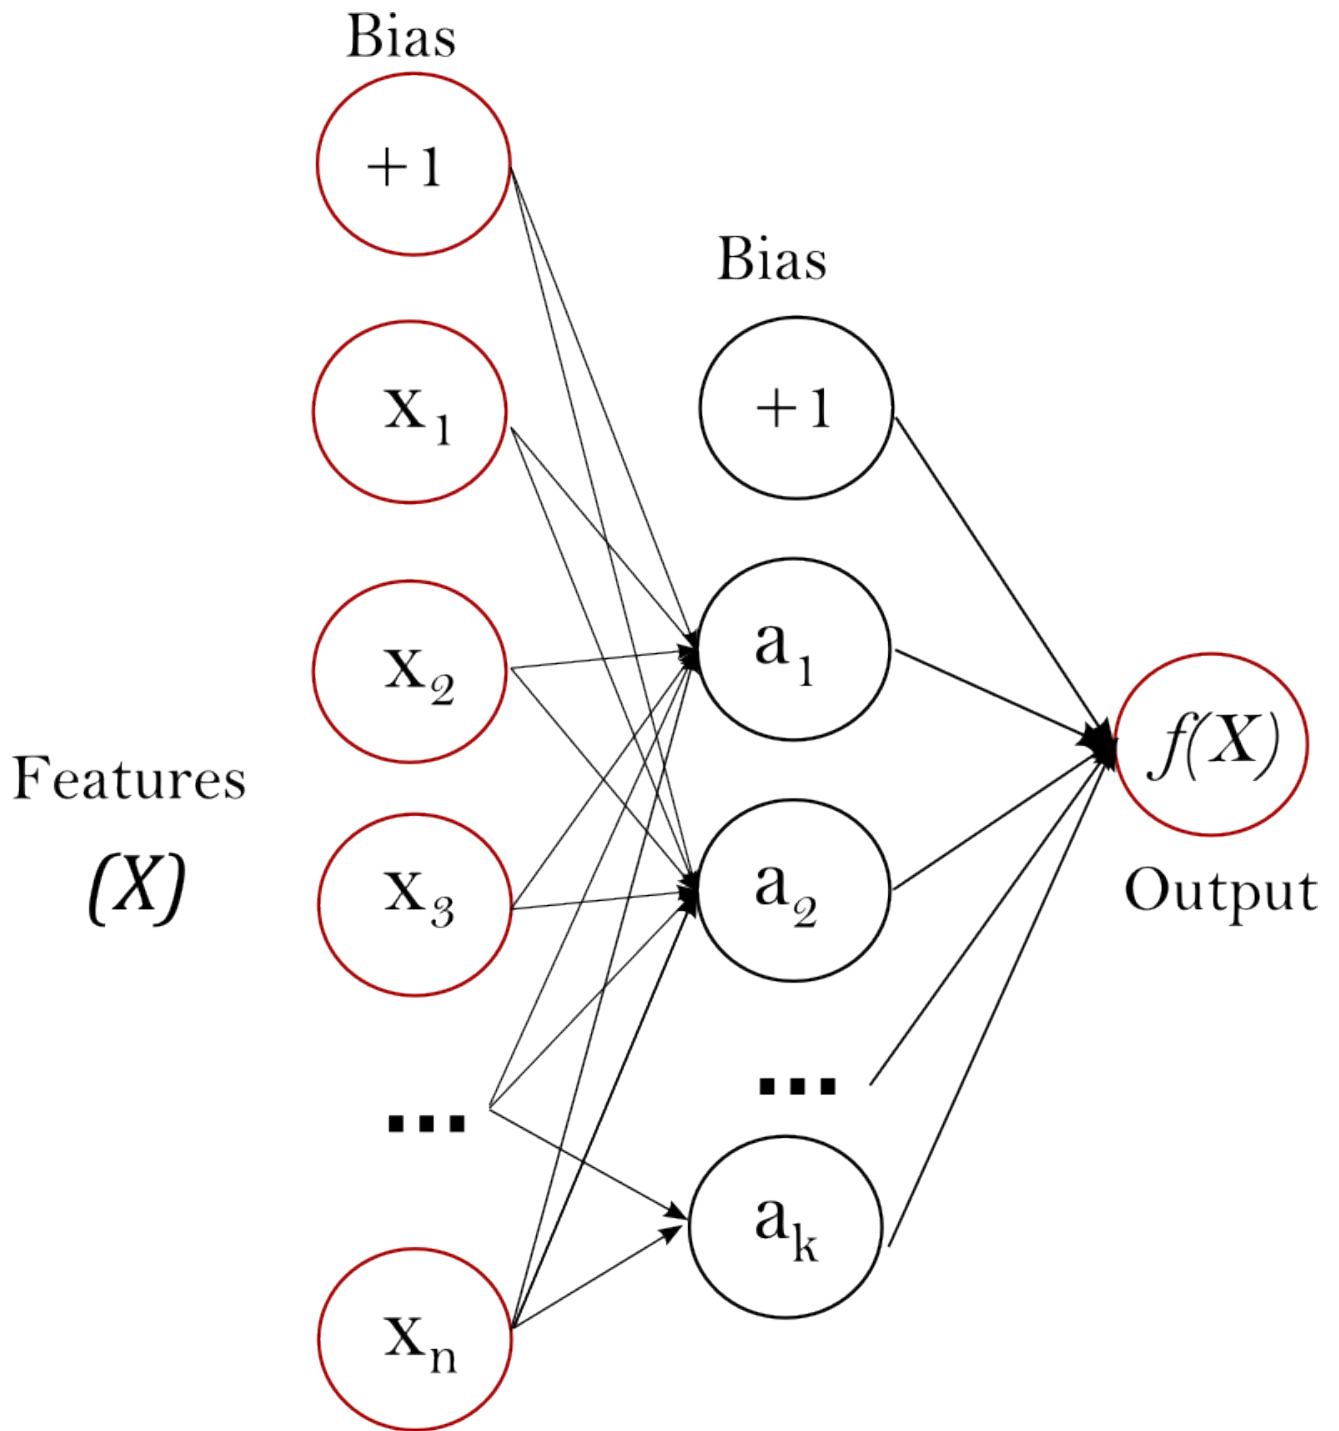 Bias
+1
x1
x2
x3
...
xn
Features
(X)
Bias
+1
a1
a2
...
ak
f(X)
Output